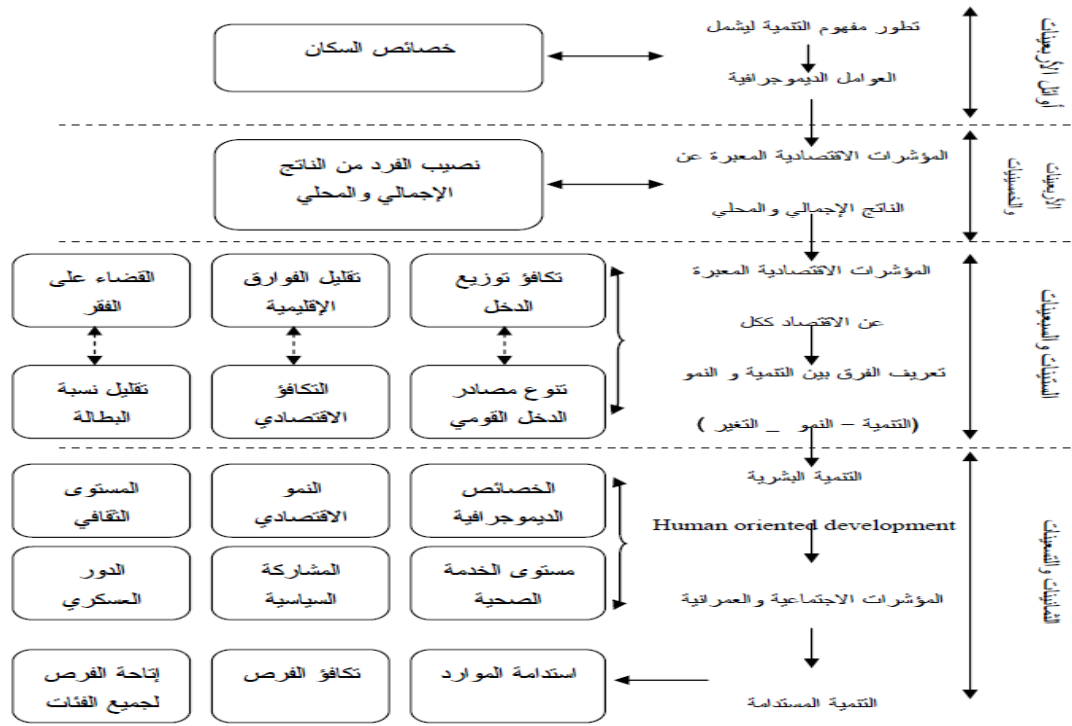 أوائل الأربعينات
تطور مفهوم التنمية ليشمل
العوامل الديموجرافية
خصائص السكان
الأربعينات
والخمسينيات
المؤشرات الاقتصادية المعبرة عن
الناتج الإجمالي والمحلي
نصيب الفرد من الناتج
الإجمالي والمحلي
الستينات والسبعينات
المؤشرات الاقتصادية المعبرة
عن الاقتصاد ككل
تعريف الفرق بين التنمية و النمو
(التنمية – النمو _ التغير )
تكافؤ توزيع
الدخل
تقليل الفوارق
الإقليمية
القضاء على
الفقر
تنوع مصادر
الدخل القومي
التكافؤ
الاقتصادي
تقليل نسبة
البطالة
الثمانينات والتسعينات
التنمية البشرية
Human oriented development
المؤشرات الاجتماعية والعمرانية
التنمية المستدامة
الخصائص
الديموجرافية
النمو
الاقتصادي
المستوى
الثقافي
مستوى الخدمة
الصحية
المشاركة
السياسية
الدور
العسكري
استدامة الموارد
تكافؤ الفرص
إتاحة الفرص
لجميع الفئات